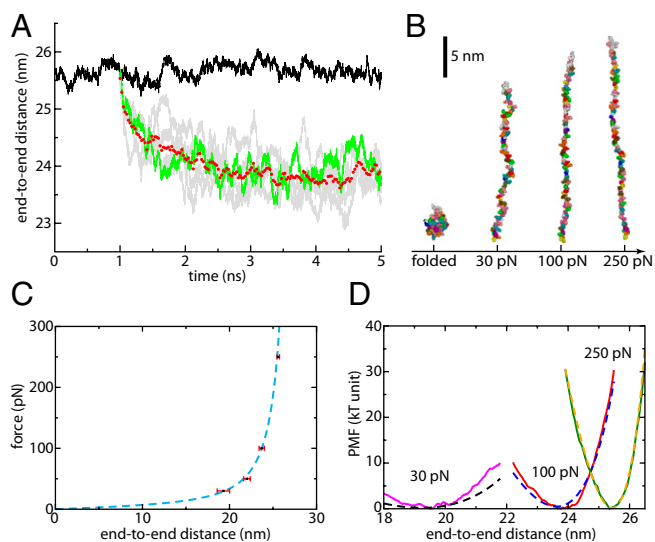 A
26
25
24
23
end-to-end distance (nm)
0
1
2
3
4
5
time (ns)
B
5 nm
folded
30 pN
100 pN
250 pN
C
300
200
100
0
force (pN)
0
10
20
30
end-to-end distance (nm)
D
40
30
20
10
0
PMF (kT unit)
250 pN
100 pN
30 pN
18
20
22
24
26
end-to-end distance (nm)